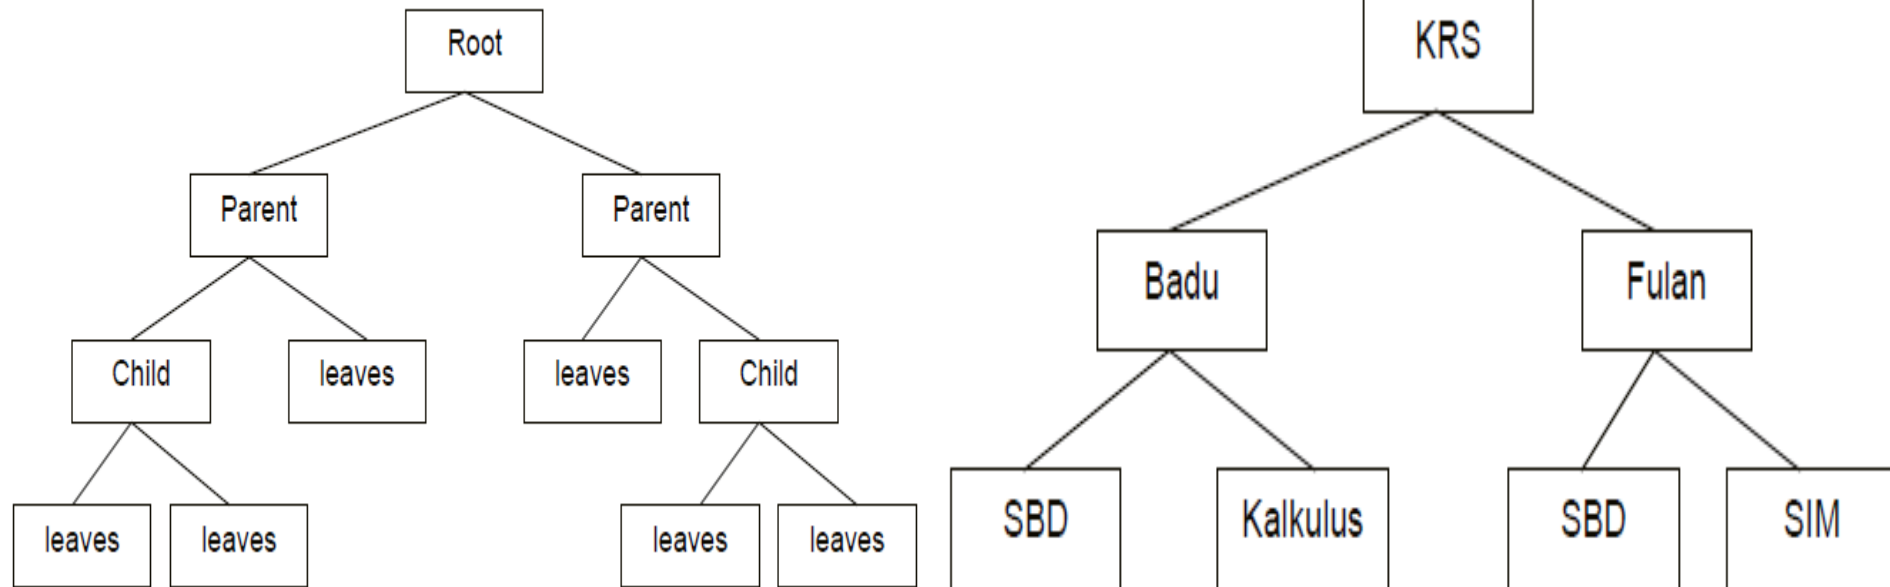 Root
Parent
Parent
Child
leaves
leaves
Child
leaves
leaves
leaves
leaves
KRS
Badu
Fulan
SBD
Kalkulus
SBD
SIM